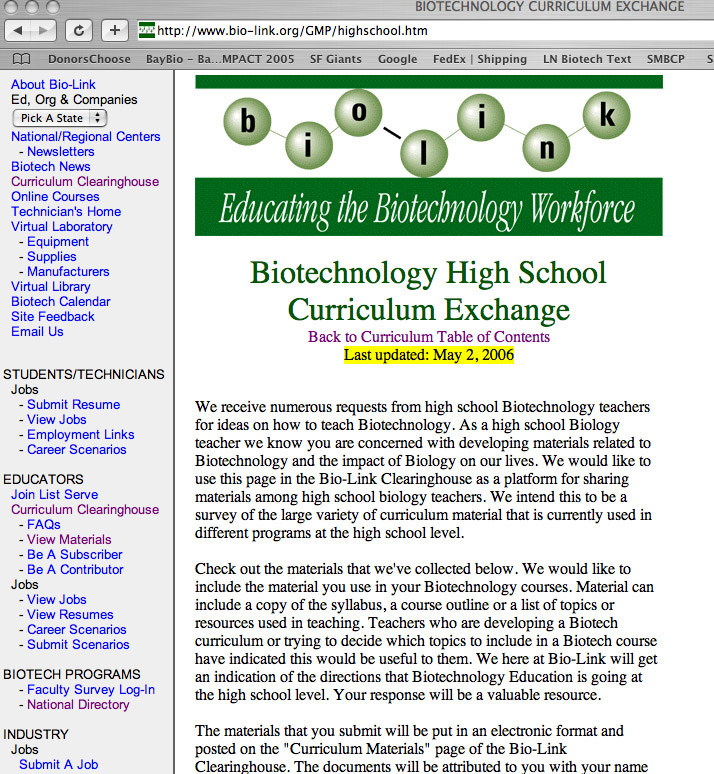 BIOTECHNOLOGY CURRICULUM EXCHANGE
http://www.bio-link.org/GMP/highschool.htm
DonorsChoose BayBio - Ba...MPACT 2005 SF Giants Google FedEx | Shipping LN Biotech Text SMBCP S
About Bio-Link
Ed, Org & Companies
Pick A State
National/Regional Centers
- Newsletters
Biotech News
Curriculum Clearinghouse
Online Courses
Technician's Home
Virtual Laboratory
- Equipment
- Supplies
- Manufacturers
Virtual Library
Biotech Calendar
Site Feedback
Email Us
STUDENTS/TECHNICIANS
Jobs
- Submit Resume
- View Jobs
- Employment Links
- Career Scenarios
EDUCATORS
Join List Serve
Curriculum Clearinghouse
- FAQs
- View Materials
- Be A Subscriber
- Be A Contributor
Jobs
- View Jobs
- View Resumes
- Career Scenarios
- Submit Scenarios
BIOTECH PROGRAMS
- Faculty Survey Log-In
- National Directory
INDUSTRY
Jobs
Submit A Job
b i o l i n k
Educating the Biotechnology Workforce
Biotechnology High School
Curriculum Exchange
Back to Curriculum Table of Contents
Last updated: May 2, 2006
We receive numerous requests from high school Biotechnology teachers
for ideas on how to teach Biotechnology. As a high school Biology
teacher we know you are concerned with developing materials related to
Biotechnology and the impact of Biology on our lives. We would like to
use this page in the Bio-Link Clearinghouse as a platform for sharing
materials among high school biology teachers. We intend this to be a
survey of the large variety of curriculum material that is currently used in
different programs at the high school level.
Check out the materials that we've collected below. We would like to
include the material you use in your Biotechnology courses. Material can
include a copy of the syllabus, a course outline or a list of topics or
resources used in teaching. Teachers who are developing a Biotech
curriculum or trying to decide which topics to include in a Biotech course
have indicated this would be useful to them. We here at Bio-Link will get
an indication of the directions that Biotechnology Education is going at
the high school level. Your response will be a valuable resource.
The materials that you submit will be put in an electronic format and
posted on the "Curriculum Materials" page of the Bio-Link
Clearinghouse. The documents will be attributed to you with your name